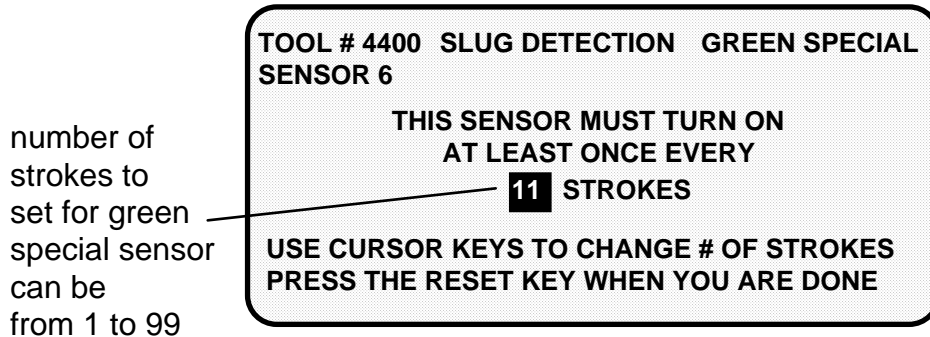 TOOL # 4400 SLUG DETECTION GREEN SPECIAL
SENSOR 6
THIS SENSOR MUST TURN ON
AT LEAST ONCE EVERY
11 STROKES
USE CURSOR KEYS TO CHANGE # OF STROKES
PRESS THE RESET KEY WHEN YOU ARE DONE
number of
strokes to
set for green
special sensor
can be
from 1 to 99